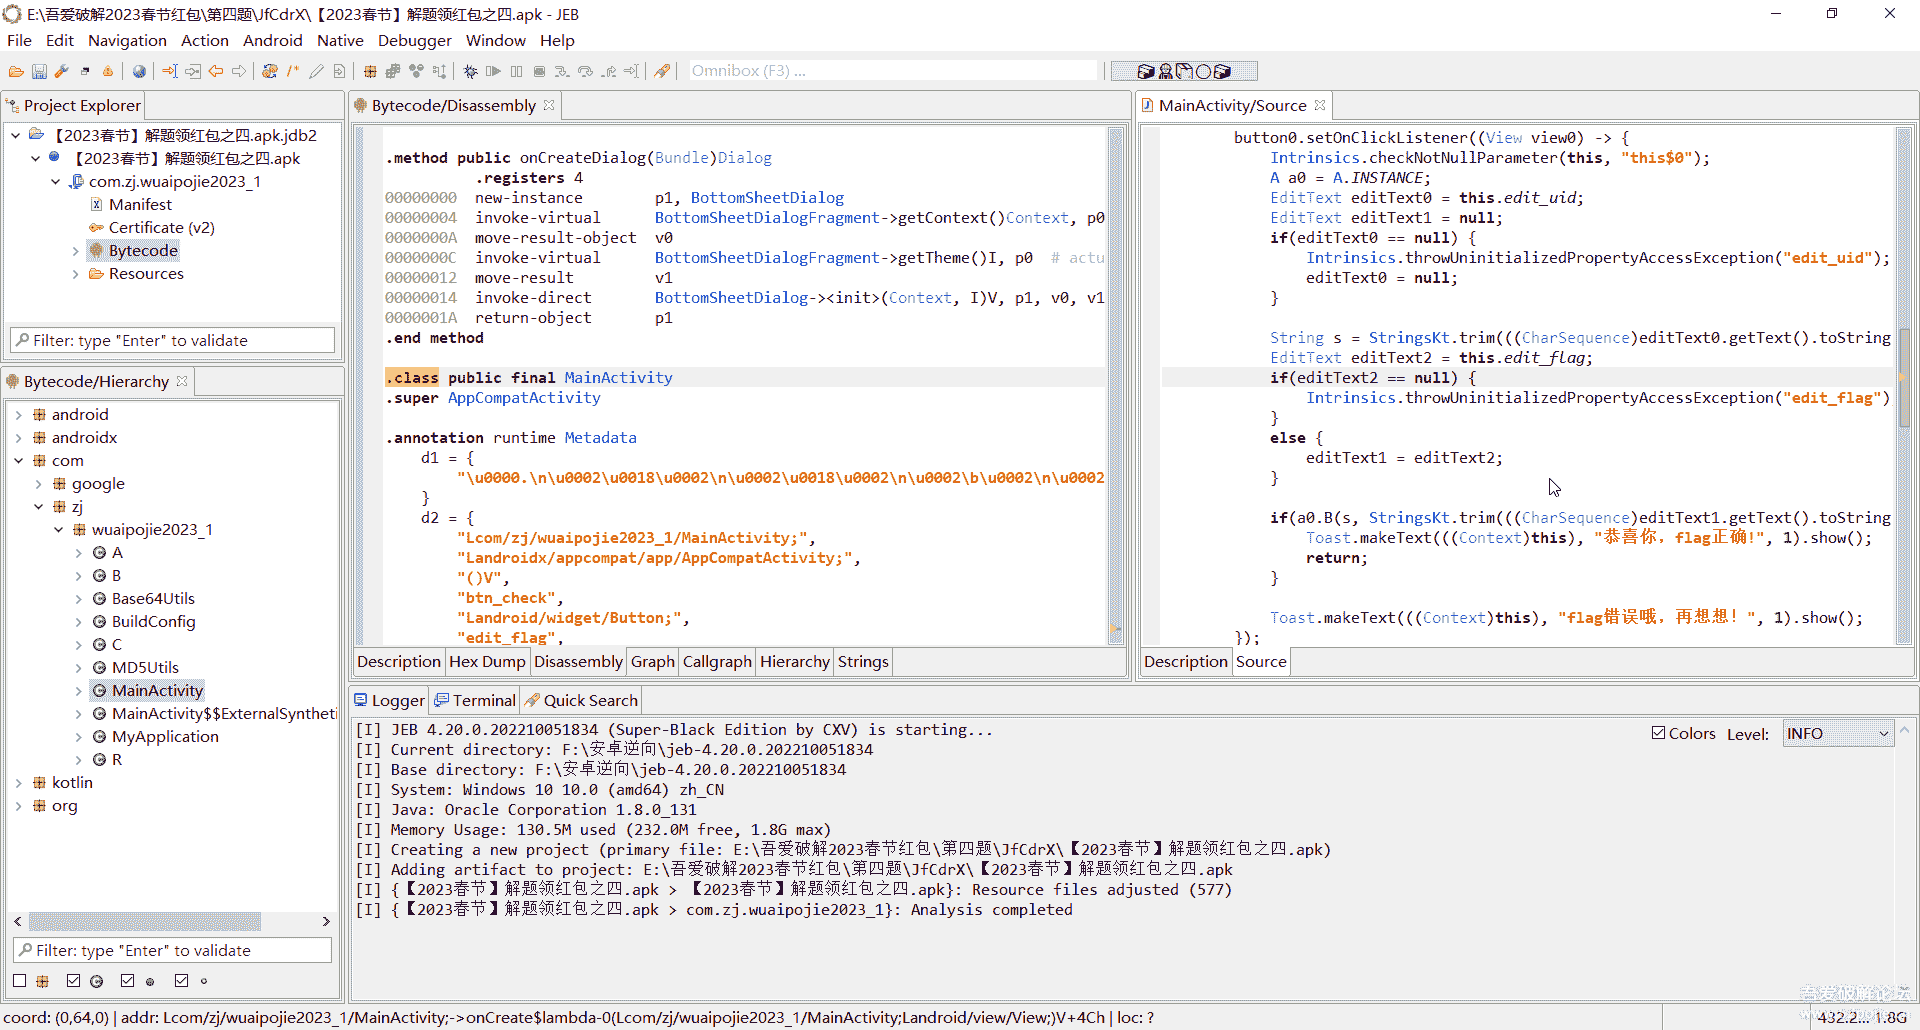 E:\吾爱破解2023春节红包\第四题\JfCdrX\【2023春节】解题领红包之四.apk - JEB
File Edit Navigation Action Android Native Debugger Window Help
Omnibox (F3) ...
Project Explorer
【2023春节】解题领红包之四.apk.jdb2
【2023春节】解题领红包之四.apk
com.zj.wuaipojie2023_1
Manifest
Certificate (v2)
Bytecode
Resources
Filter: type "Enter" to validate
Bytecode/Hierarchy
android
androidx
com
google
zj
wuaipojie2023_1
A
B
Base64Utils
BuildConfig
C
MD5Utils
MainActivity
MainActivity$$ExternalSyntheti
MyApplication
R
kotlin
org
Filter: type "Enter" to validate
Bytecode/Disassembly
.method public onCreateDialog(Bundle)Dialog
.registers 4
00000000 new-instance p1, BottomSheetDialog
00000004 invoke-virtual BottomSheetDialogFragment->getContext()Context, p0
0000000A move-result-object v0
0000000C invoke-virtual BottomSheetDialogFragment->getTheme()I, p0 # actu
00000012 move-result v1
00000014 invoke-direct BottomSheetDialog-><init>(Context, I)V, p1, v0, v1
0000001A return-object p1
.end method
.class public final MainActivity
.super AppCompatActivity
.annotation runtime Metadata
d1 = {
"\u0000.\n\u0002\u0018\u0002\n\u0002\u0018\u0002\n\u0002\b\u0002\n\u0002
}
d2 = {
"Lcom/zj/wuaipojie2023_1/MainActivity;",
"Landroidx/appcompat/app/AppCompatActivity;",
"()V",
"btn_check",
"Landroid/widget/Button;",
"edit_flag",
Description Hex Dump Disassembly Graph Callgraph Hierarchy Strings
MainActivity/Source
button0.setOnClickListener((View view0) -> {
Intrinsics.checkNotNullParameter(this, "this$0");
A a0 = A.INSTANCE;
EditText editText0 = this.edit_uid;
EditText editText1 = null;
if(editText0 == null) {
Intrinsics.throwUninitializedPropertyAccessException("edit_uid");
editText0 = null;
}
String s = StringsKt.trim(((CharSequence)editText0.getText().toString
EditText editText2 = this.edit_flag;
if(editText2 == null) {
Intrinsics.throwUninitializedPropertyAccessException("edit_flag")
}
else {
editText1 = editText2;
}
if(a0.B(s, StringsKt.trim(((CharSequence)editText1.getText().toString
Toast.makeText(((Context)this), "恭喜你，flag正确!", 1).show();
return;
}
Toast.makeText(((Context)this), "flag错误哦，再想想！", 1).show();
});
Description Source
Logger Terminal Quick Search
[I] JEB 4.20.0.202210051834 (Super-Black Edition by CXV) is starting...
[I] Current directory: F:\安卓逆向\jeb-4.20.0.202210051834
[I] Base directory: F:\安卓逆向\jeb-4.20.0.202210051834
[I] System: Windows 10 10.0 (amd64) zh_CN
[I] Java: Oracle Corporation 1.8.0_131
[I] Memory Usage: 130.5M used (232.0M free, 1.8G max)
[I] Creating a new project (primary file: E:\吾爱破解2023春节红包\第四题\JfCdrX\【2023春节】解题领红包之四.apk)
[I] Adding artifact to project: E:\吾爱破解2023春节红包\第四题\JfCdrX\【2023春节】解题领红包之四.apk
[I] {【2023春节】解题领红包之四.apk > 【2023春节】解题领红包之四.apk}: Resource files adjusted (577)
[I] {【2023春节】解题领红包之四.apk > com.zj.wuaipojie2023_1}: Analysis completed
Colors Level: INFO
吾爱破解论坛
coord: (0,64,0) | addr: Lcom/zj/wuaipojie2023_1/MainActivity;->onCreate$lambda-0(Lcom/zj/wuaipojie2023_1/MainActivity;Landroid/view/View;)V+4Ch | loc: ?
432.2... 1.8G